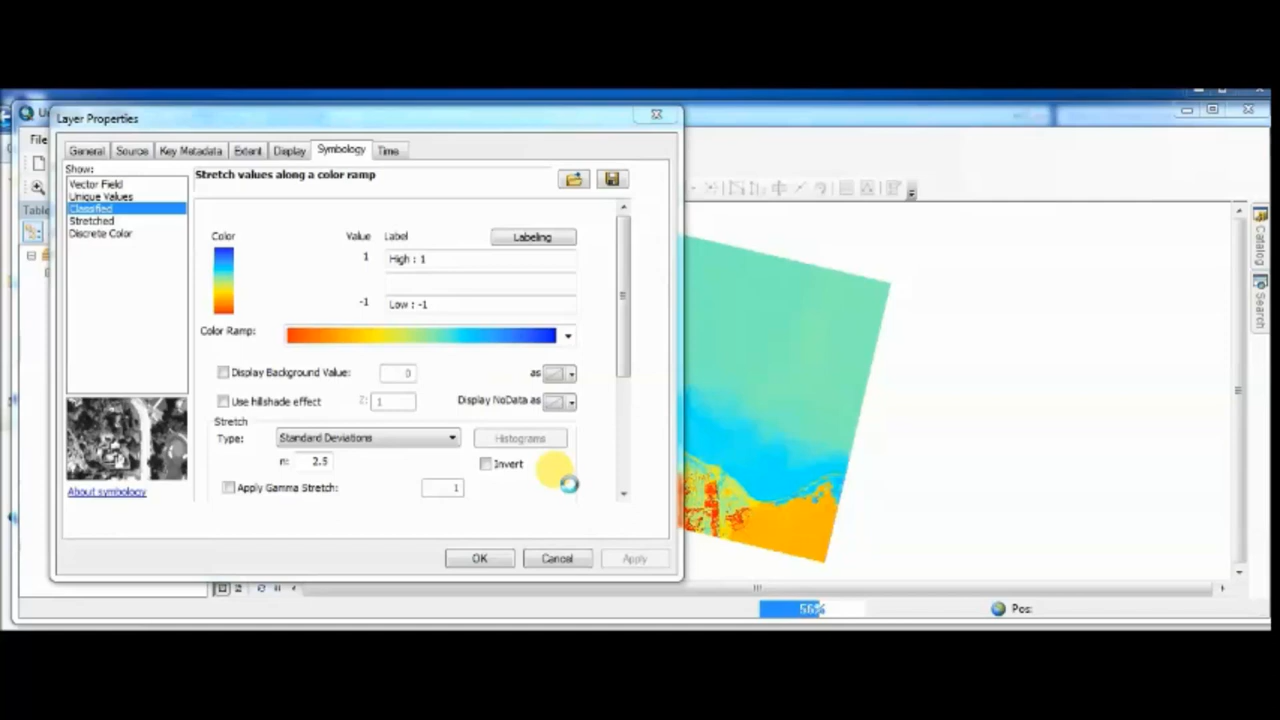 Layer Properties
File
General Source Key Metadata Extent Display Symbology Time
Show:
Vector Field
Unique Values
Classified
Stretched
Discrete Color
About symbology
Stretch values along a color ramp
Color Value Label Labeling
1 High : 1
-1 Low : -1
Color Ramp:
Display Background Value: 0 as
Use hillshade effect Z: 1 Display NoData as
Stretch
Type: Standard Deviations Histograms
n: 2.5 Invert
Apply Gamma Stretch: 1
OK Cancel Apply
Table
Catalog
Search
56% Pos: